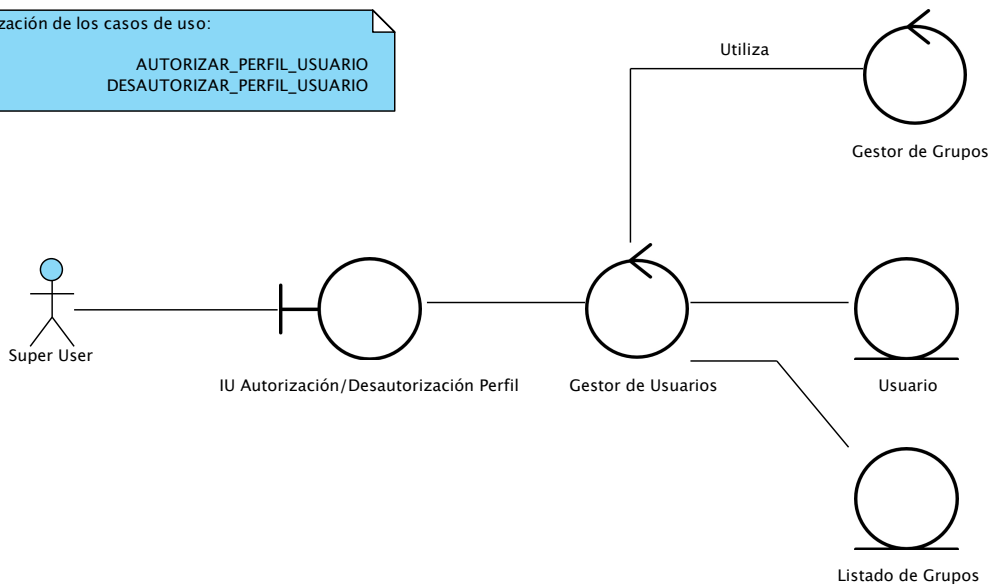 de los casos de uso:
AUTORIZAR_PERFIL_USUARIO
DESAUTORIZAR_PERFIL_USUARIO
Utiliza
Gestor de Grupos
Super User
IU Autorización/Desautorización Perfil
Gestor de Usuarios
Usuario
Listado de Grupos